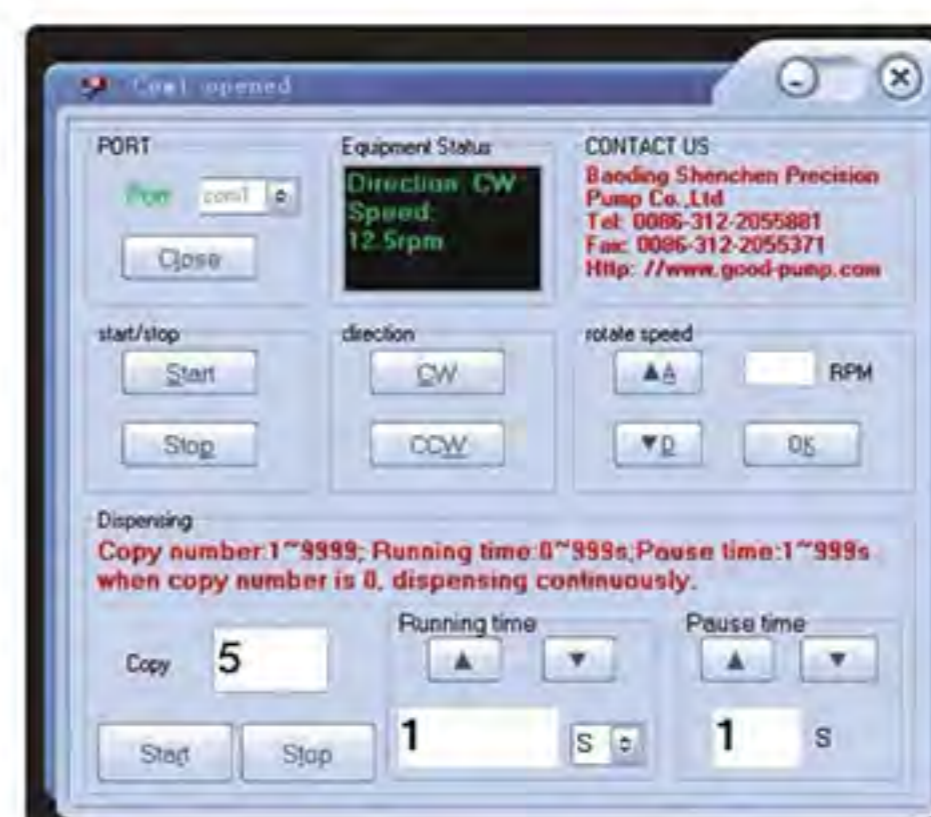 Com1 opened
PORT
Port com1
Close
Equipment Status
Direction CW
Speed:
12.5rpm
CONTACT US
Baoding Shenchen Precision
Pump Co.,Ltd
Tel: 0086-312-2055881
Fax: 0086-312-2055371
Http: //www.good-pump.com
start/stop
Start
Stop
direction
CW
CCW
rotate speed
▲A RPM
▼D OK
Dispensing
Copy number:1~9999; Running time:0~999s;Pause time:1~999s
when copy number is 0, dispensing continuously.
Copy 5
Start Stop
Running time
▲ ▼
1 S
Pause time
▲ ▼
1 S